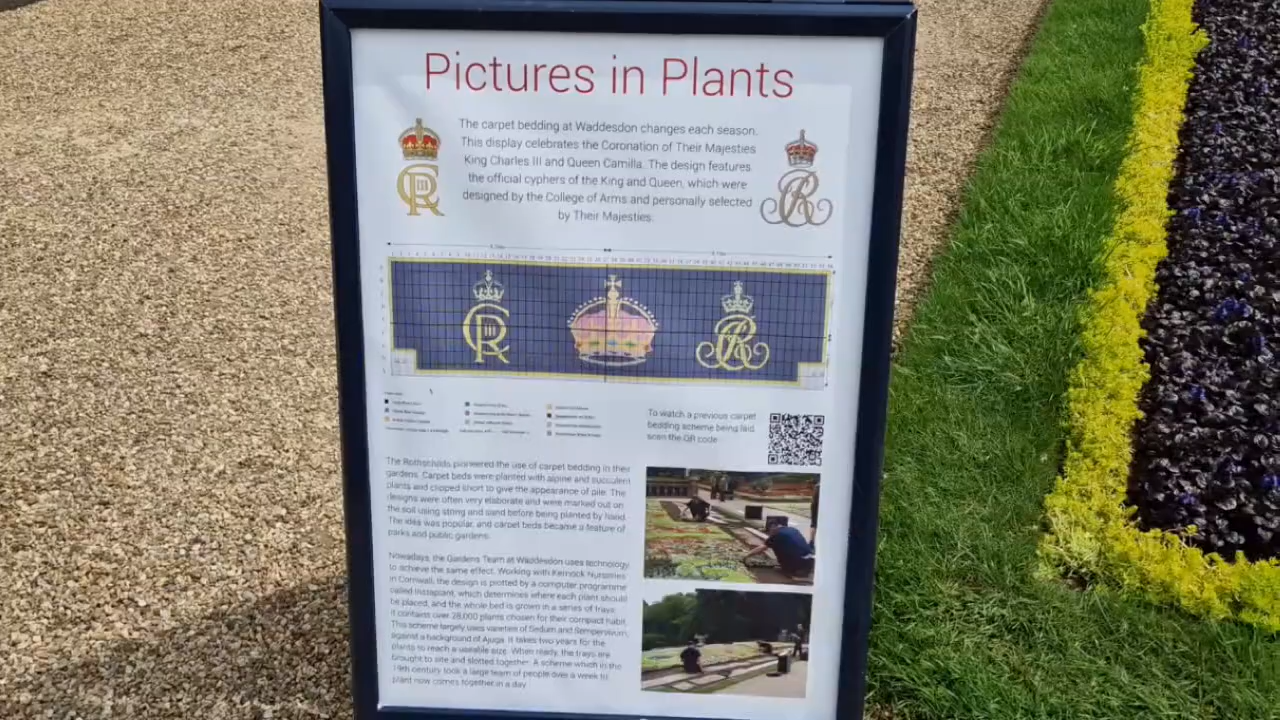 Pictures in Plants
The carpet bedding at Waddesdon changes each season.
This display celebrates the Coronation of Their Majesties
King Charles III and Queen Camilla. The design features
the official cyphers of the King and Queen, which were
designed by the College of Arms and personally selected
by Their Majesties.
To watch a previous carpet
bedding scheme being laid
scan the QR code
The Rothschilds pioneered the use of carpet bedding in their
gardens. Carpet beds were planted with alpine and succulent
plants and clipped short to give the appearance of pile. The
designs were often very elaborate and were marked out on
the soil using string and sand before being planted by hand.
The idea was popular, and carpet beds became a feature of
parks and public gardens.
Nowadays, the Gardens Team at Waddesdon uses technology
to achieve the same effect. Working with Kernock Nurseries
in Cornwall, the design is plotted by a computer programme
called Instaplant, which determines where each plant should
be placed, and the whole bed is grown in a series of trays.
It contains over 28,000 plants chosen for their compact habit.
This scheme largely uses varieties of Sedum and Sempervivum,
against a background of Ajuga. It takes two years for the
plants to reach a useable size. When ready, the trays are
brought to site and slotted together. A scheme which in the
19th century took a large team of people over a week to
plant now comes together in a day.